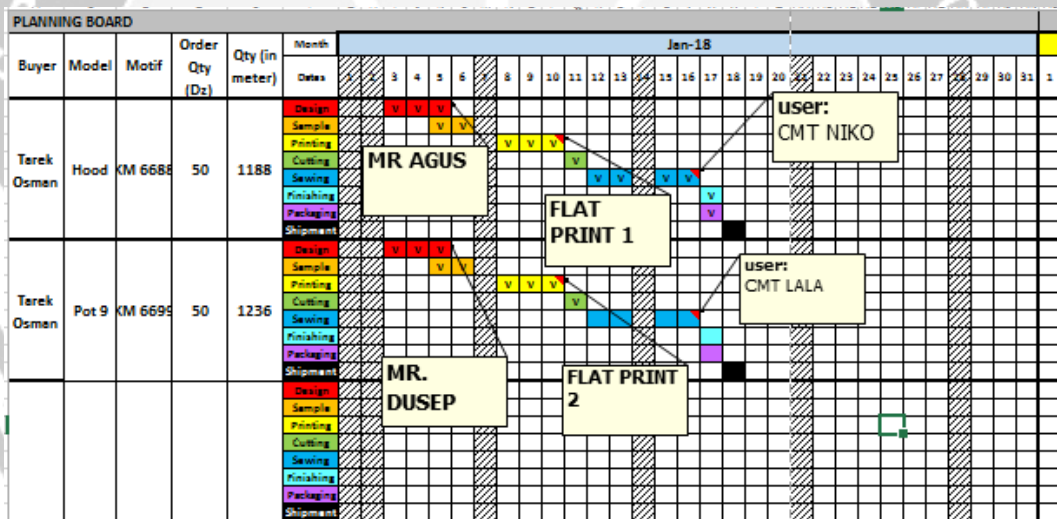 PLANNING BOARD
Buyer Model Motif Order Qty (Dz) Qty (in meter) Month Jan-18
Dates 1 2 3 4 5 6 7 8 9 10 11 12 13 14 15 16 17 18 19 20 21 22 23 24 25 26 27 28 29 30 31 1
Tarek Osman Hood KM 6688 50 1188
Design V V V
Sample V V
Printing V V V
Cutting V
Sewing V V V V
Finishing V
Packaging V
Shipment
MR AGUS
FLAT PRINT 1
user:
CMT NIKO
Tarek Osman Pot 9 KM 6699 50 1236
Design V V V
Sample V V
Printing V V V
Cutting V
Sewing
Finishing
Packaging
Shipment
MR.
DUSEP
FLAT PRINT
2
user:
CMT LALA
Design
Sample
Printing
Cutting
Sewing
Finishing
Packaging
Shipment